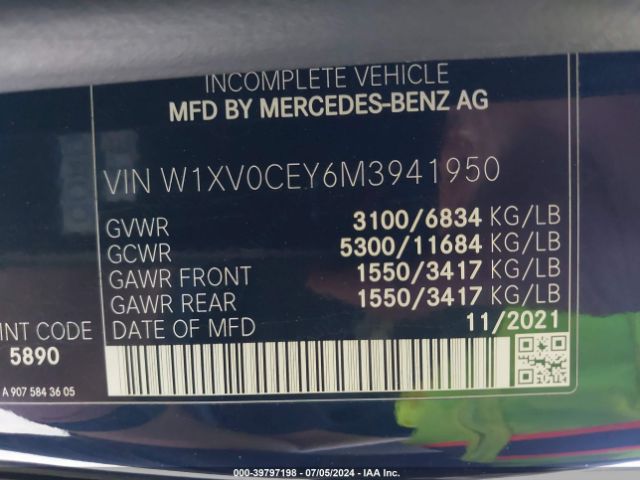 INCOMPLETE VEHICLE
MFD BY MERCEDES-BENZ AG
VIN W1XV0CEY6M3941950
GVWR 3100/6834 KG/LB
GCWR 5300/11684 KG/LB
GAWR FRONT 1550/3417 KG/LB
GAWR REAR 1550/3417 KG/LB
DATE OF MFD 11/2021
INT CODE
5890
A 907 584 36 05
000-39797198 - 07/05/2024 - IAA Inc.